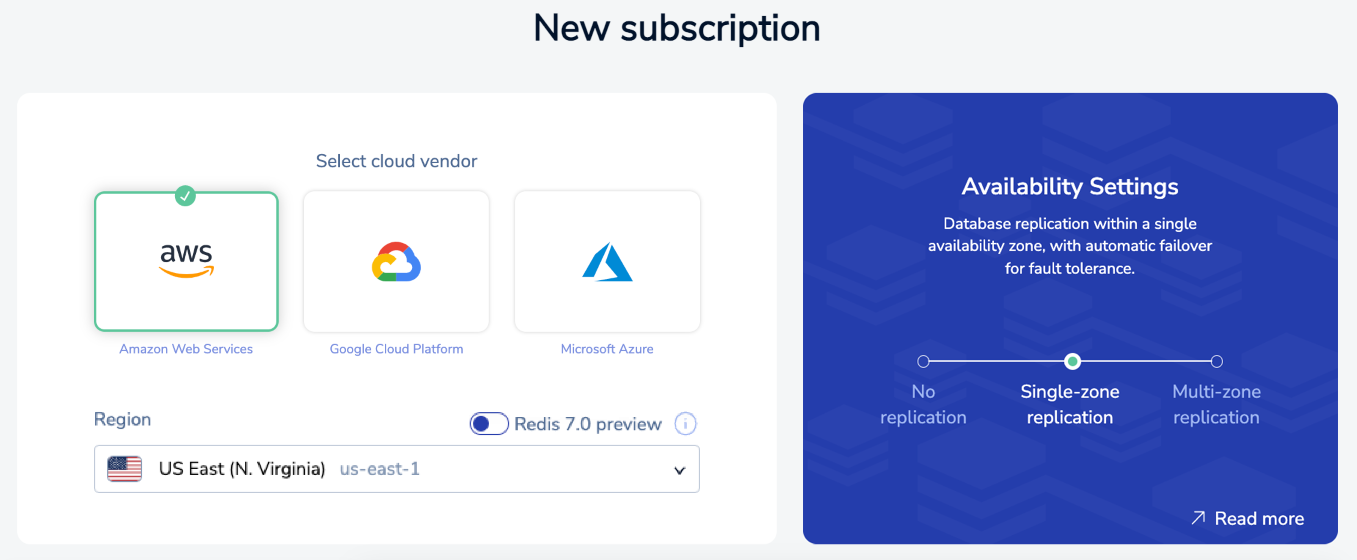 New subscription
Select cloud vendor
aws
Amazon Web Services
Google Cloud Platform
Microsoft Azure
Region
Redis 7.0 preview
i
US East (N. Virginia) us-east-1
Availability Settings
Database replication within a single
availability zone, with automatic failover
for fault tolerance.
No
replication
Single-zone
replication
Multi-zone
replication
Read more